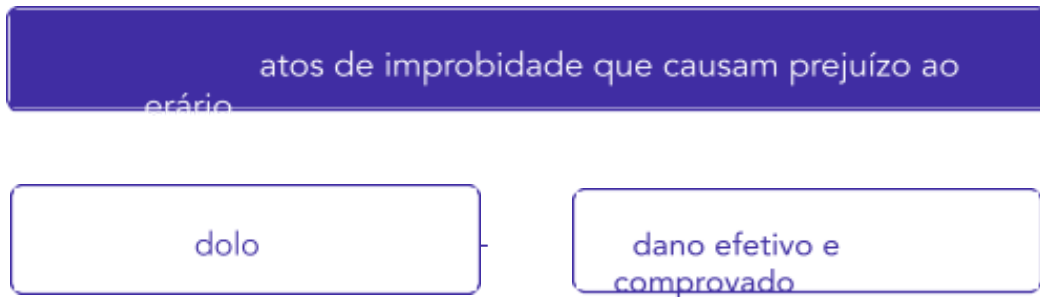 atos de improbidade que causam prejuízo ao
erário
dolo
dano efetivo e
comprovado